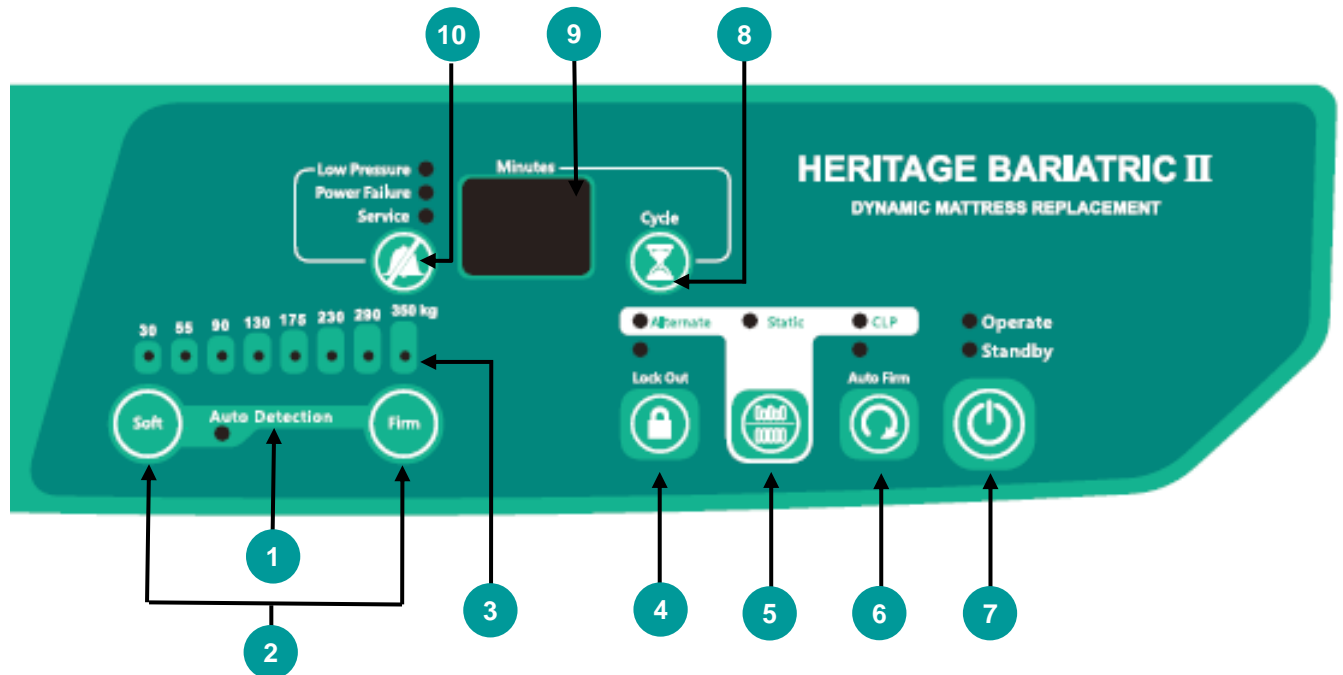 10
9
8
Low Pressure
Power Failure
Service
Minutes
Cycle
HERITAGE BARIATRIC II
DYNAMIC MATTRESS REPLACEMENT
30 55 90 130 175 230 290 350 kg
Alternate
Static
CLP
Operate
Standby
Lock Out
Auto Firm
Soft
Auto Detection
Firm
1
2
3
4
5
6
7